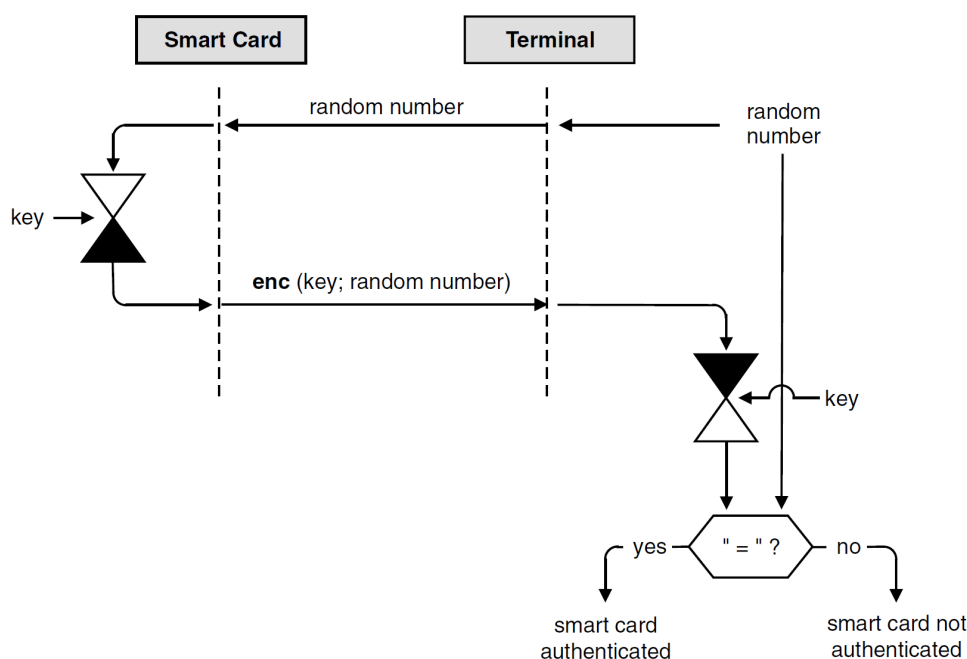 Smart Card
Terminal
random number
random
number
key
enc (key; random number)
key
yes
" = " ?
no
smart card
authenticated
smart card not
authenticated